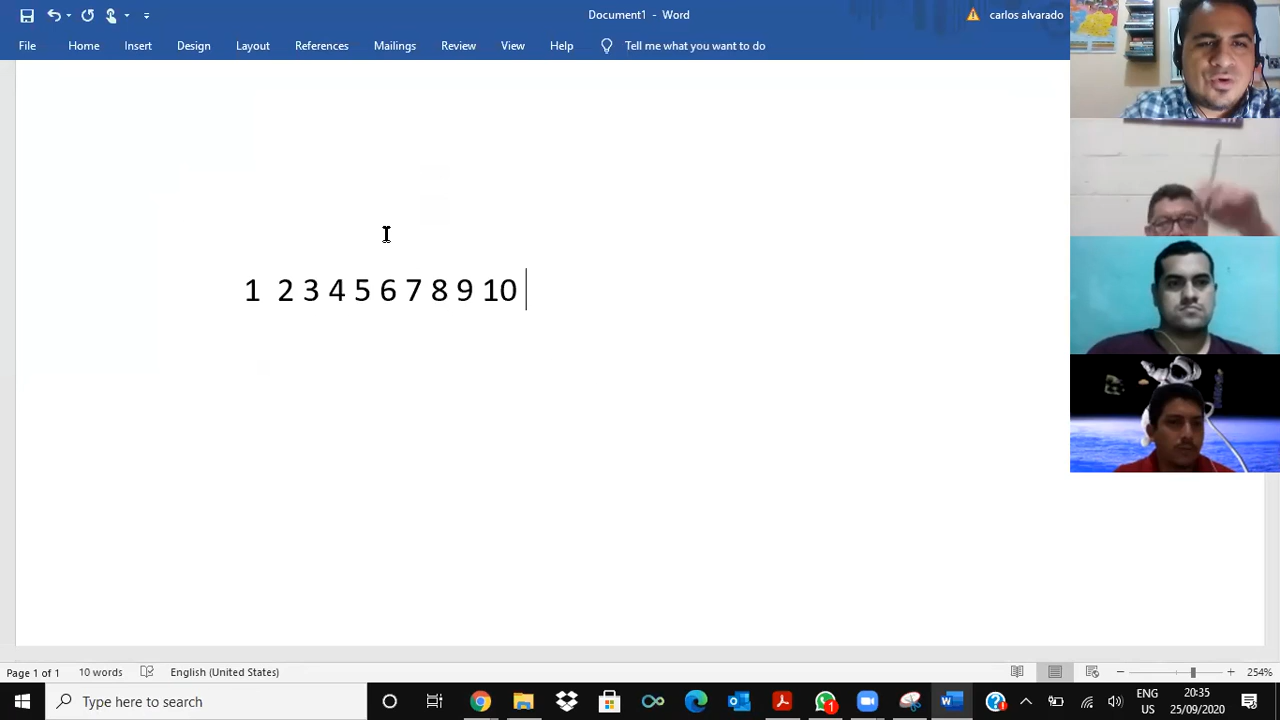 Document1 - Word
carlos alvarado
File Home Insert Design Layout References Mailings Review View Help Tell me what you want to do
1 2 3 4 5 6 7 8 9 10
Page 1 of 1 10 words English (United States) 254%
Type here to search
1
ENG
US
20:35
25/09/2020